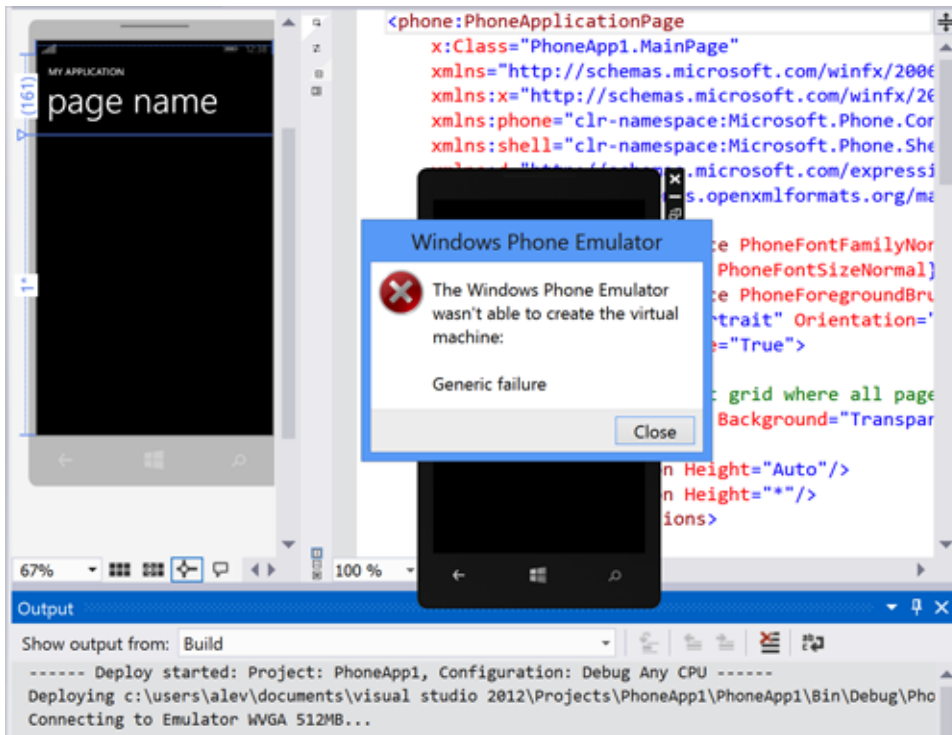 12:38
MY APPLICATION
page name
(161)
1*
67%
<phone:PhoneApplicationPage
x:Class="PhoneApp1.MainPage"
xmlns="http://schemas.microsoft.com/winfx/2006
xmlns:x="http://schemas.microsoft.com/winfx/20
xmlns:phone="clr-namespace:Microsoft.Phone.Con
xmlns:shell="clr-namespace:Microsoft.Phone.She
.microsoft.com/expressi
s.openxmlformats.org/ma
ce PhoneFontFamilyNor
PhoneFontSizeNormal}
ce PhoneForegroundBru
trait" Orientation="
e="True">
t grid where all page
Background="Transpar
n Height="Auto"/>
n Height="*"/>
ions>
100 %
Windows Phone Emulator
The Windows Phone Emulator
wasn't able to create the virtual
machine:
Generic failure
Close
Output
Show output from: Build
------ Deploy started: Project: PhoneApp1, Configuration: Debug Any CPU ------
Deploying c:\users\alev\documents\visual studio 2012\Projects\PhoneApp1\PhoneApp1\Bin\Debug\Pho
Connecting to Emulator WVGA 512MB...